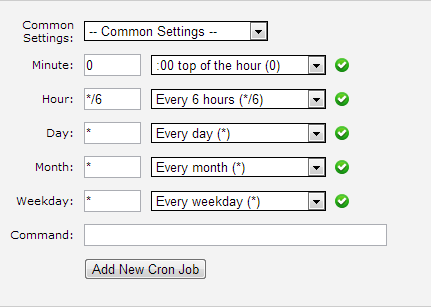 Common Settings: -- Common Settings --
Minute: 0 :00 top of the hour (0)
Hour: */6 Every 6 hours (*/6)
Day: * Every day (*)
Month: * Every month (*)
Weekday: * Every weekday (*)
Command:
Add New Cron Job